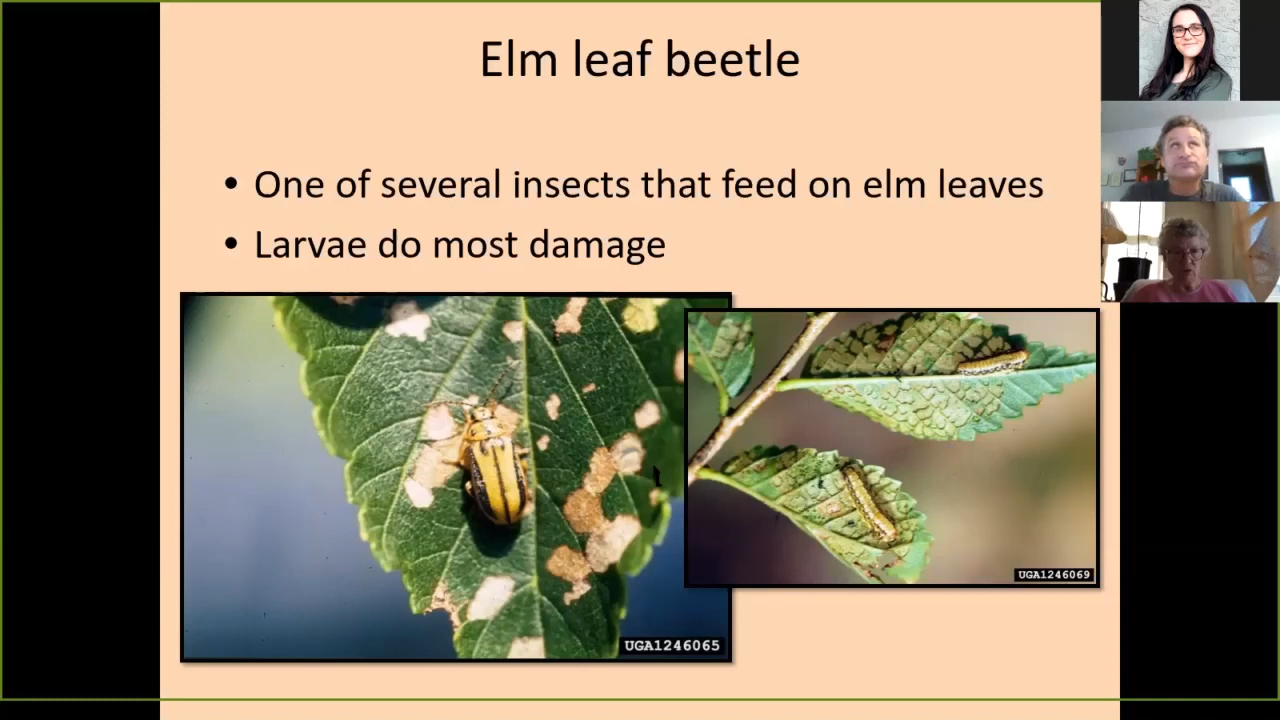 Elm leaf beetle
• One of several insects that feed on elm leaves
• Larvae do most damage
UGA1246069
UGA1246065